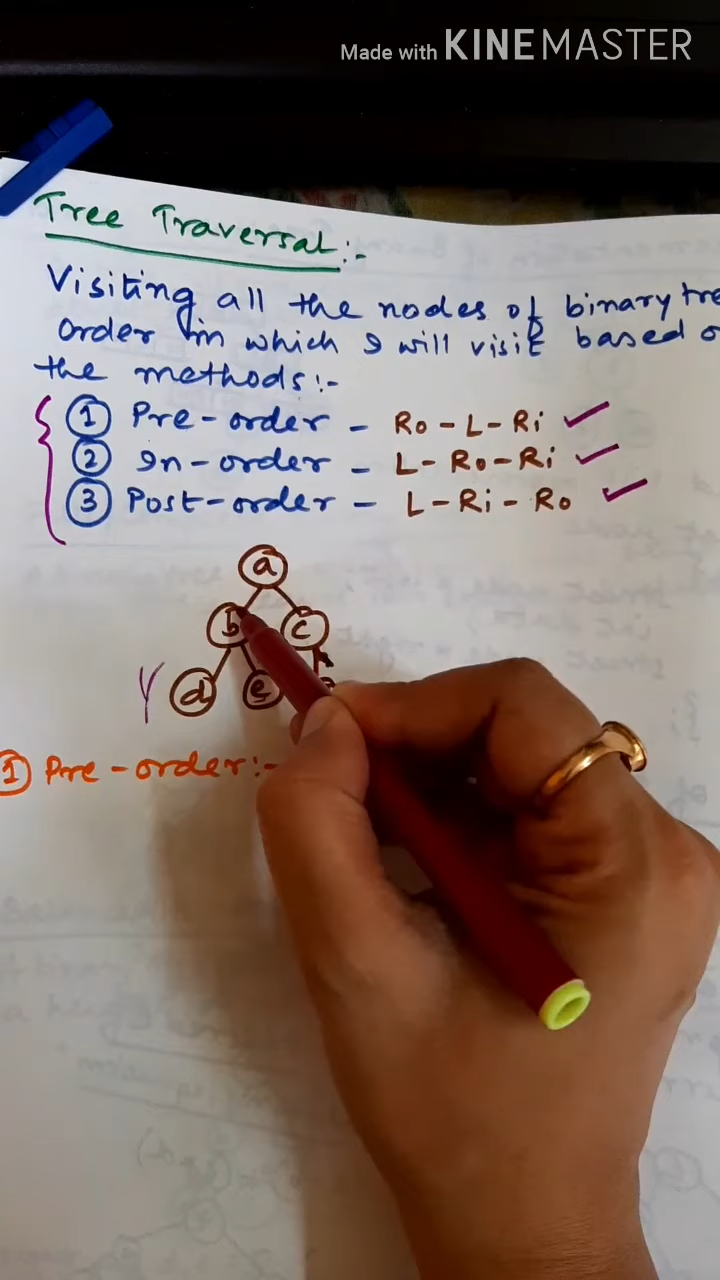 Made with KINEMASTER
Tree Traversal:-
Visiting all the nodes of binary tre
order in which I will visit based o
the methods:-
① Pre-order - Ro-L-Ri
② In-order - L-Ro-Ri
③ Post-order - L-Ri-Ro
a
b c
d e
① Pre-order:-